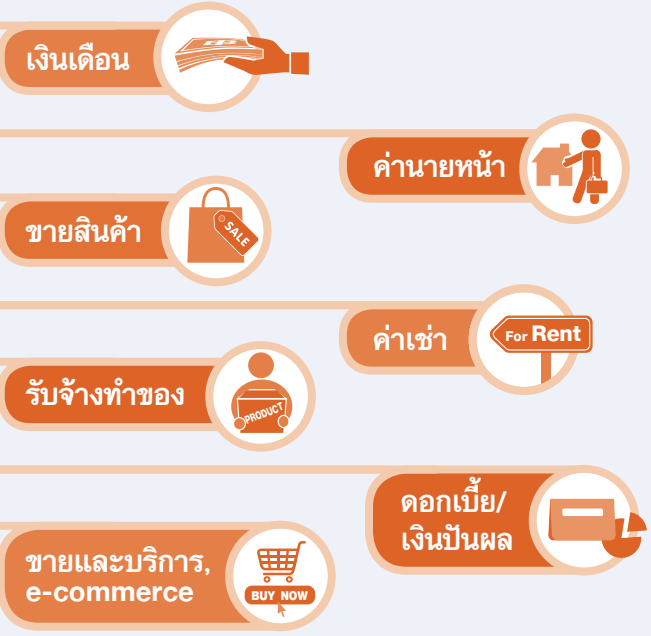 เงินเดือน
ค่านายหน้า
ขายสินค้า
SALE
ค่าเช่า
For Rent
รับจ้างทำของ
PRODUCT
ดอกเบี้ย/
เงินปันผล
ขายและบริการ,
e-commerce
BUY NOW